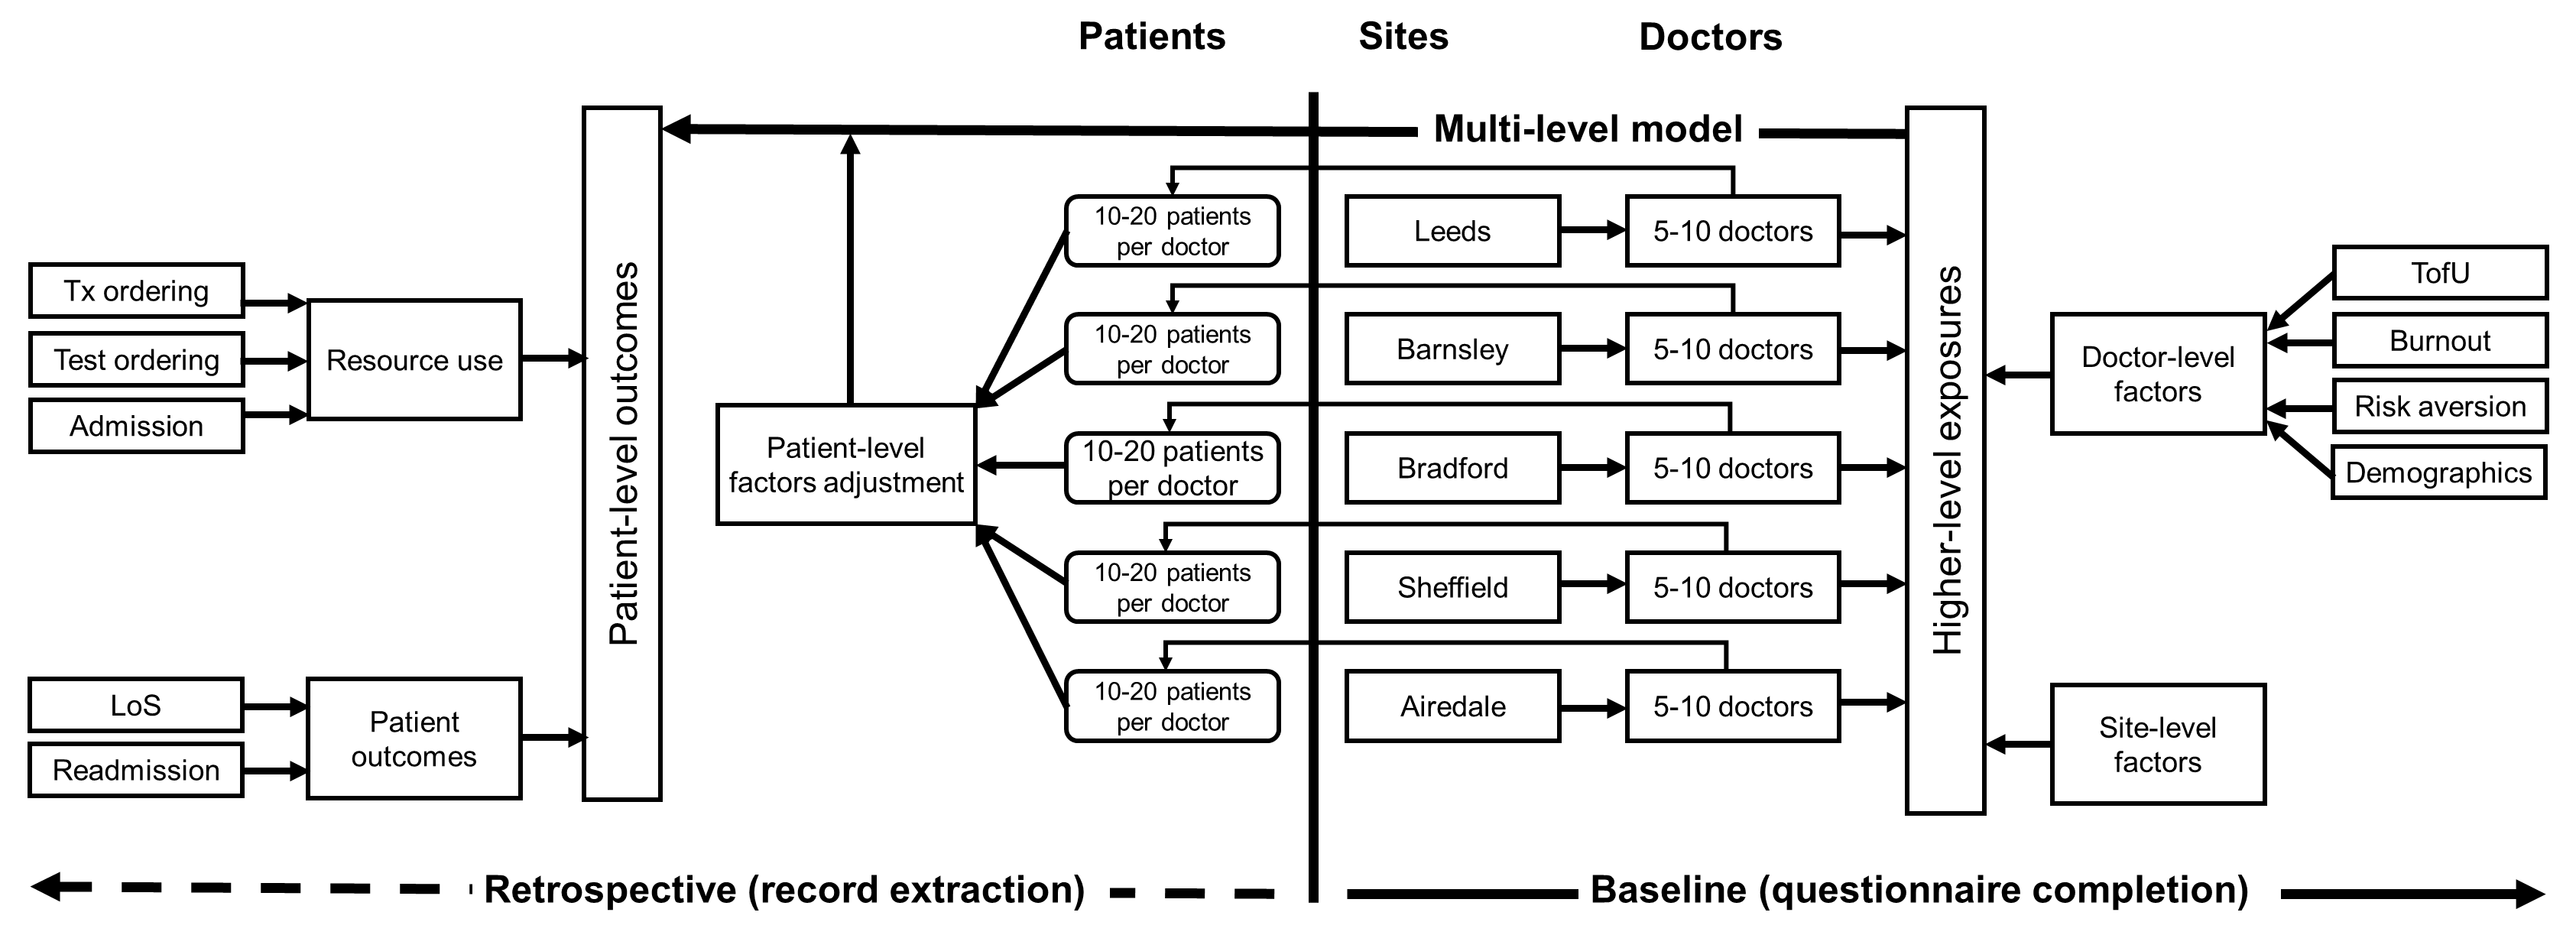 Patients
Sites
Doctors
Multi-level model
Tx ordering
Test ordering
Admission
Resource use
LoS
Readmission
Patient
outcomes
Patient-level outcomes
Patient-level
factors adjustment
10-20 patients
per doctor
Leeds
5-10 doctors
10-20 patients
per doctor
Barnsley
5-10 doctors
10-20 patients
per doctor
Bradford
5-10 doctors
10-20 patients
per doctor
Sheffield
5-10 doctors
10-20 patients
per doctor
Airedale
5-10 doctors
Higher-level exposures
Doctor-level
factors
TofU
Burnout
Risk aversion
Demographics
Site-level
factors
Retrospective (record extraction)
Baseline (questionnaire completion)